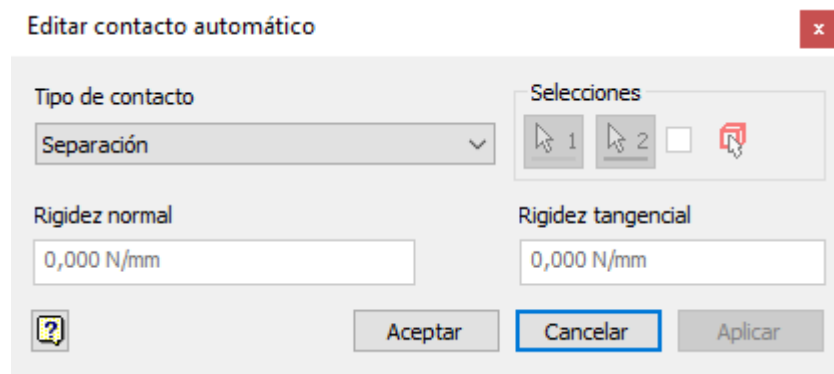 Editar contacto automático
x
Tipo de contacto
Selecciones
Separación
1
2
Rigidez normal
Rigidez tangencial
0,000 N/mm
0,000 N/mm
?
Aceptar
Cancelar
Aplicar